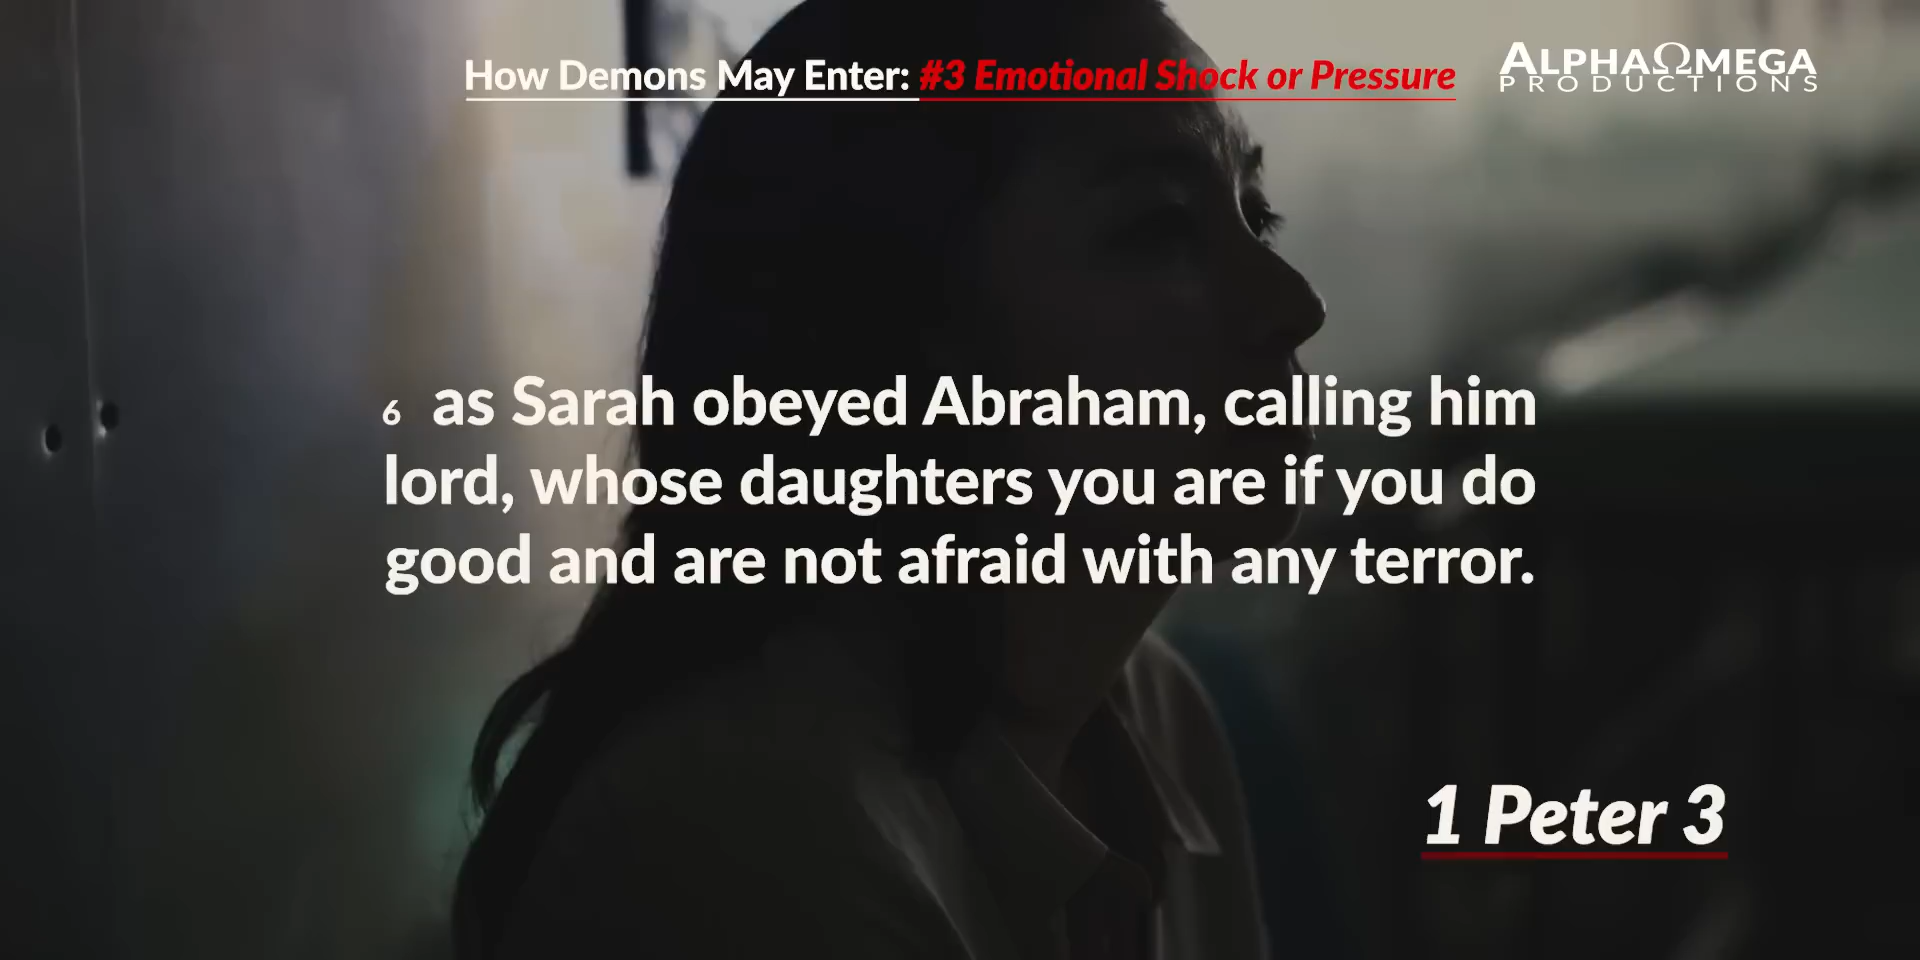 How Demons May Enter: #3 Emotional Shock or Pressure
ALPHAΩMEGA
PRODUCTIONS
6 as Sarah obeyed Abraham, calling him
lord, whose daughters you are if you do
good and are not afraid with any terror.
1 Peter 3